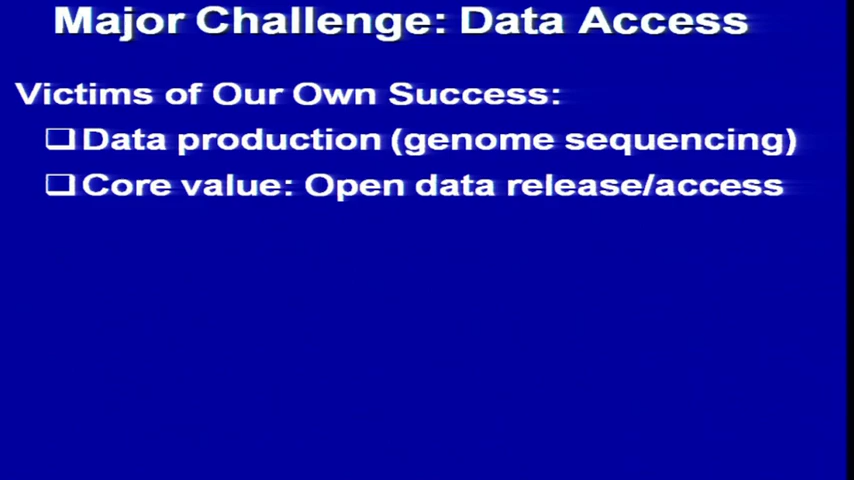 Major Challenge: Data Access
Victims of Our Own Success:
❑Data production (genome sequencing)
❑Core value: Open data release/access